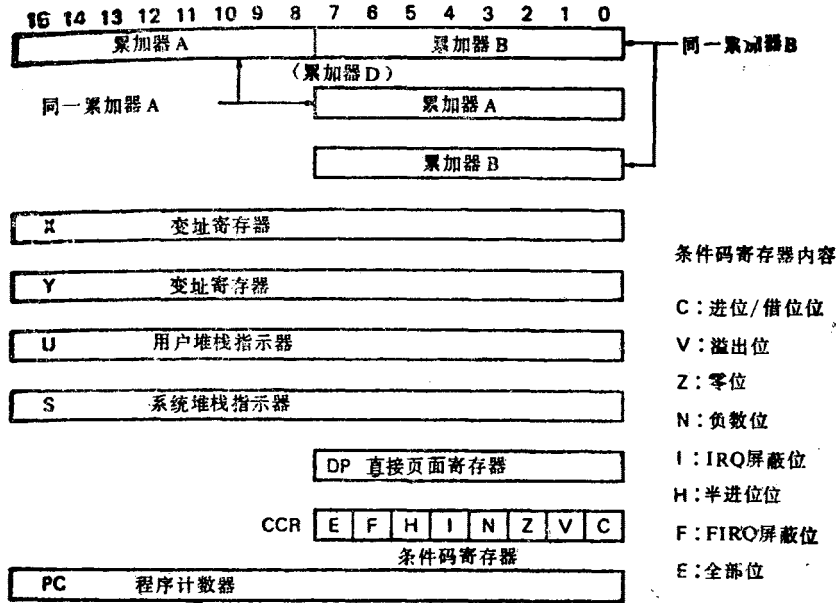 15 14 13 12 11 10 9 8 7 6 5 4 3 2 1 0
累加器 A 累加器 B
同一累加器B
（累加器 D）
同一累加器 A
累加器 A
累加器 B
X 变址寄存器
条件码寄存器内容
Y 变址寄存器
C：进位/借位位
U 用户堆栈指示器
V：溢出位
Z：零位
S 系统堆栈指示器
N：负数位
I：IRQ屏蔽位
DP 直接页面寄存器
H：半进位位
CCR E F H I N Z V C
F：FIRQ屏蔽位
条件码寄存器
E：全部位
PC 程序计数器